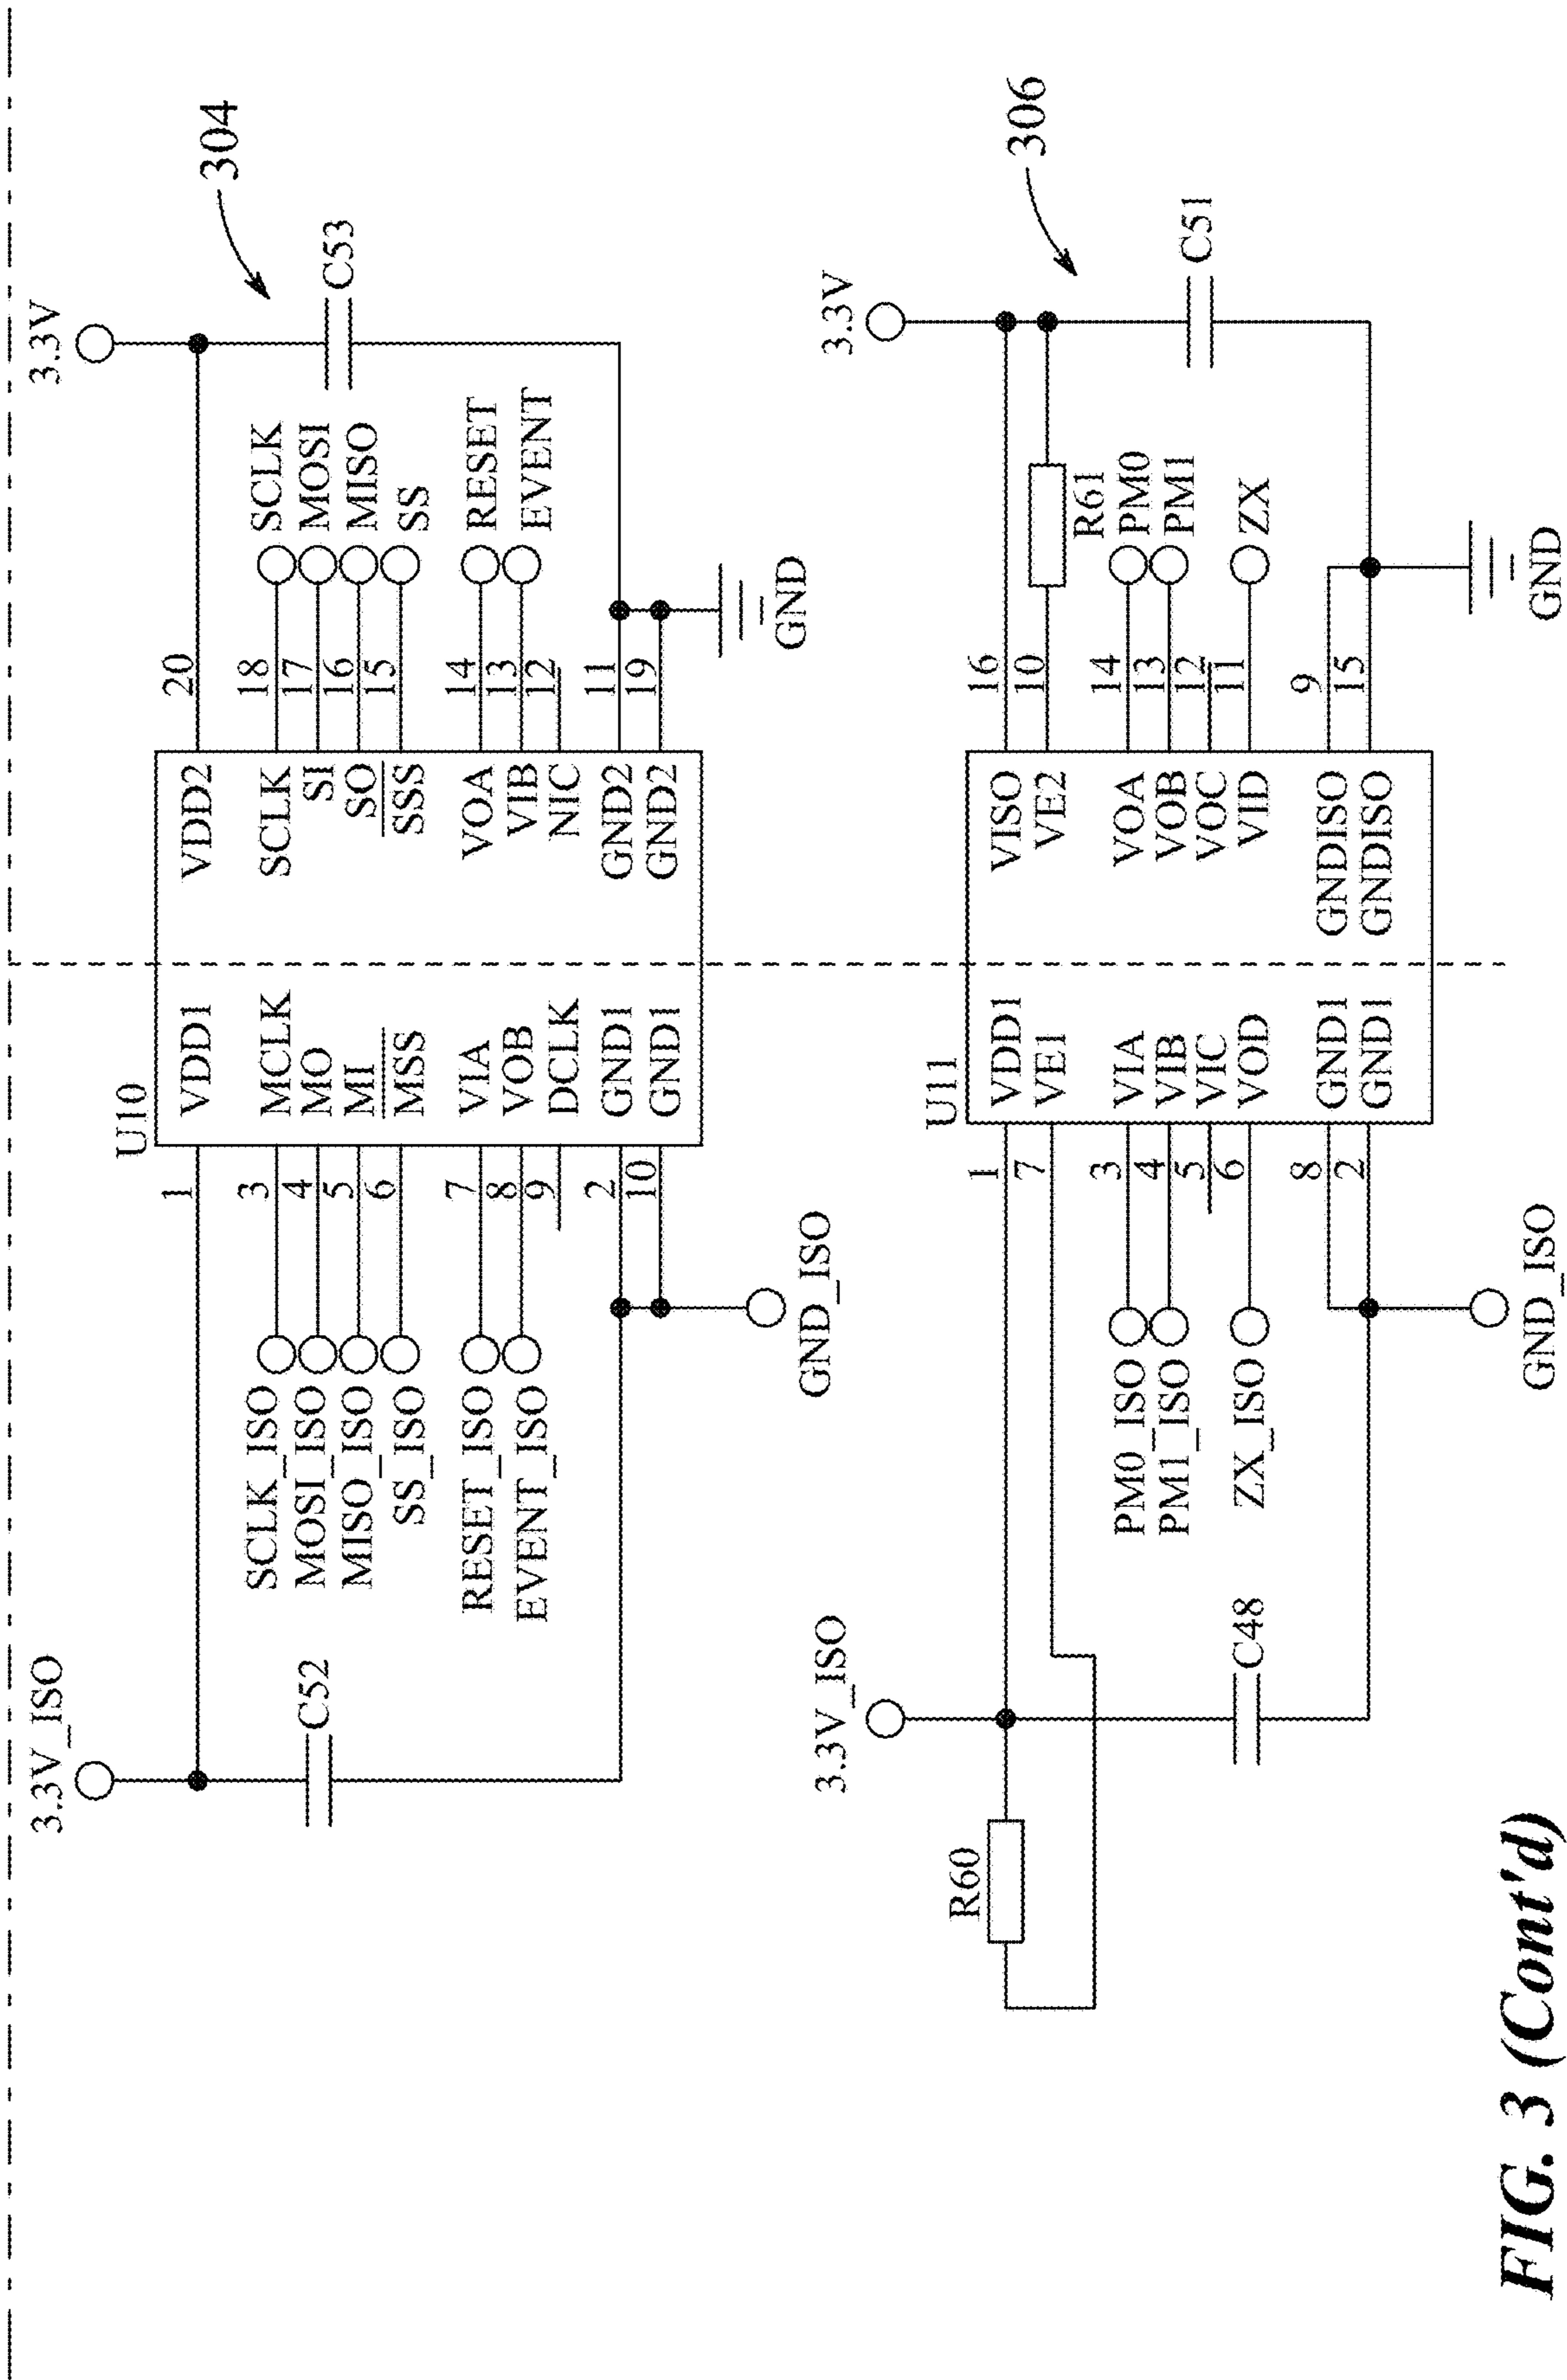 304
3.3V_ISO
3.3V
C52
C53
U10
1
VDD1
VDD2
20
SCLK_ISO
3
MCLK
SCLK
18
SCLK
MOSI_ISO
4
MO
SI
17
MOSI
MISO_ISO
5
MI
SO
16
MISO
SS_ISO
6
MSS
SSS
15
SS
RESET_ISO
7
VIA
VOA
14
RESET
EVENT_ISO
8
VOB
VIB
13
EVENT
9
DCLK
NIC
12
2
GND1
GND2
11
10
GND1
GND2
19
GND_ISO
GND
306
3.3V_ISO
3.3V
R60
C48
C51
R61
U11
1
VDD1
VISO
16
7
VE1
VE2
10
PM0_ISO
3
VIA
VOA
14
PM0
PM1_ISO
4
VIB
VOB
13
PM1
5
VIC
VOC
12
ZX_ISO
6
VOD
VID
11
ZX
8
GND1
GNDISO
9
2
GND1
GNDISO
15
GND_ISO
GND
FIG. 3 (Cont'd)